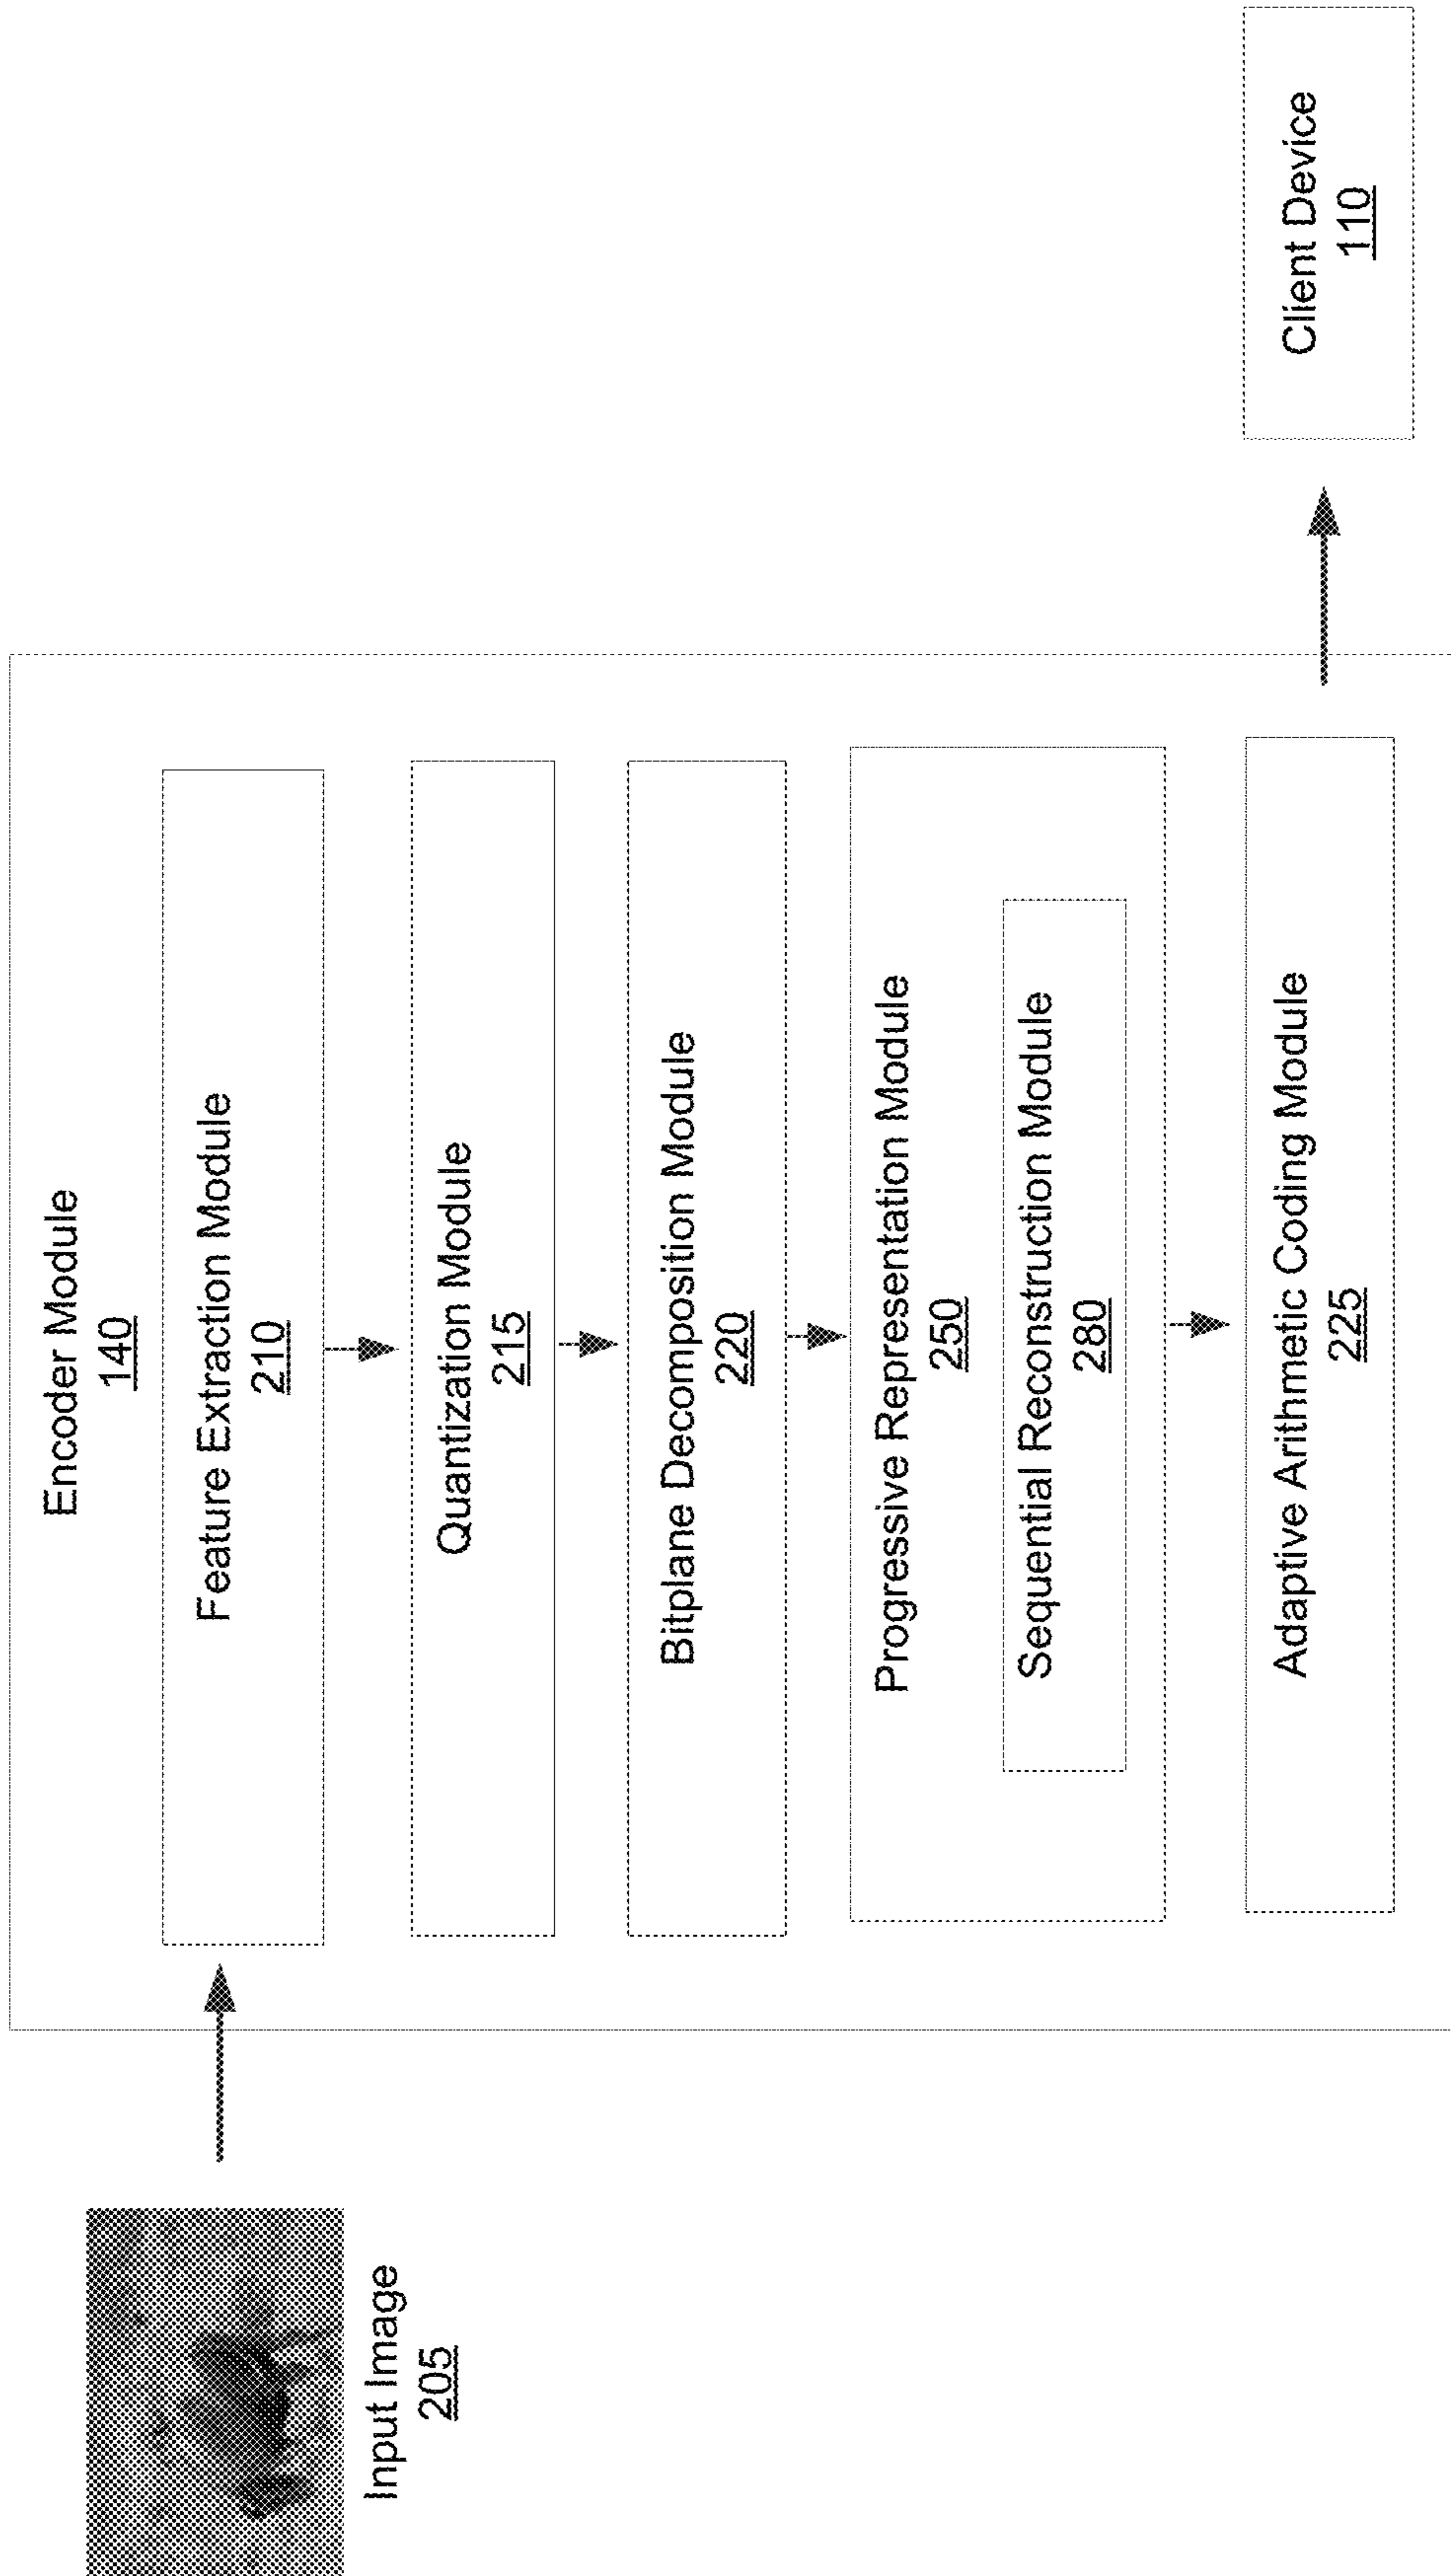 Input Image
205
Encoder Module
140
Feature Extraction Module
210
Quantization Module
215
Bitplane Decomposition Module
220
Progressive Representation Module
250
Sequential Reconstruction Module
280
Adaptive Arithmetic Coding Module
225
Client Device
110